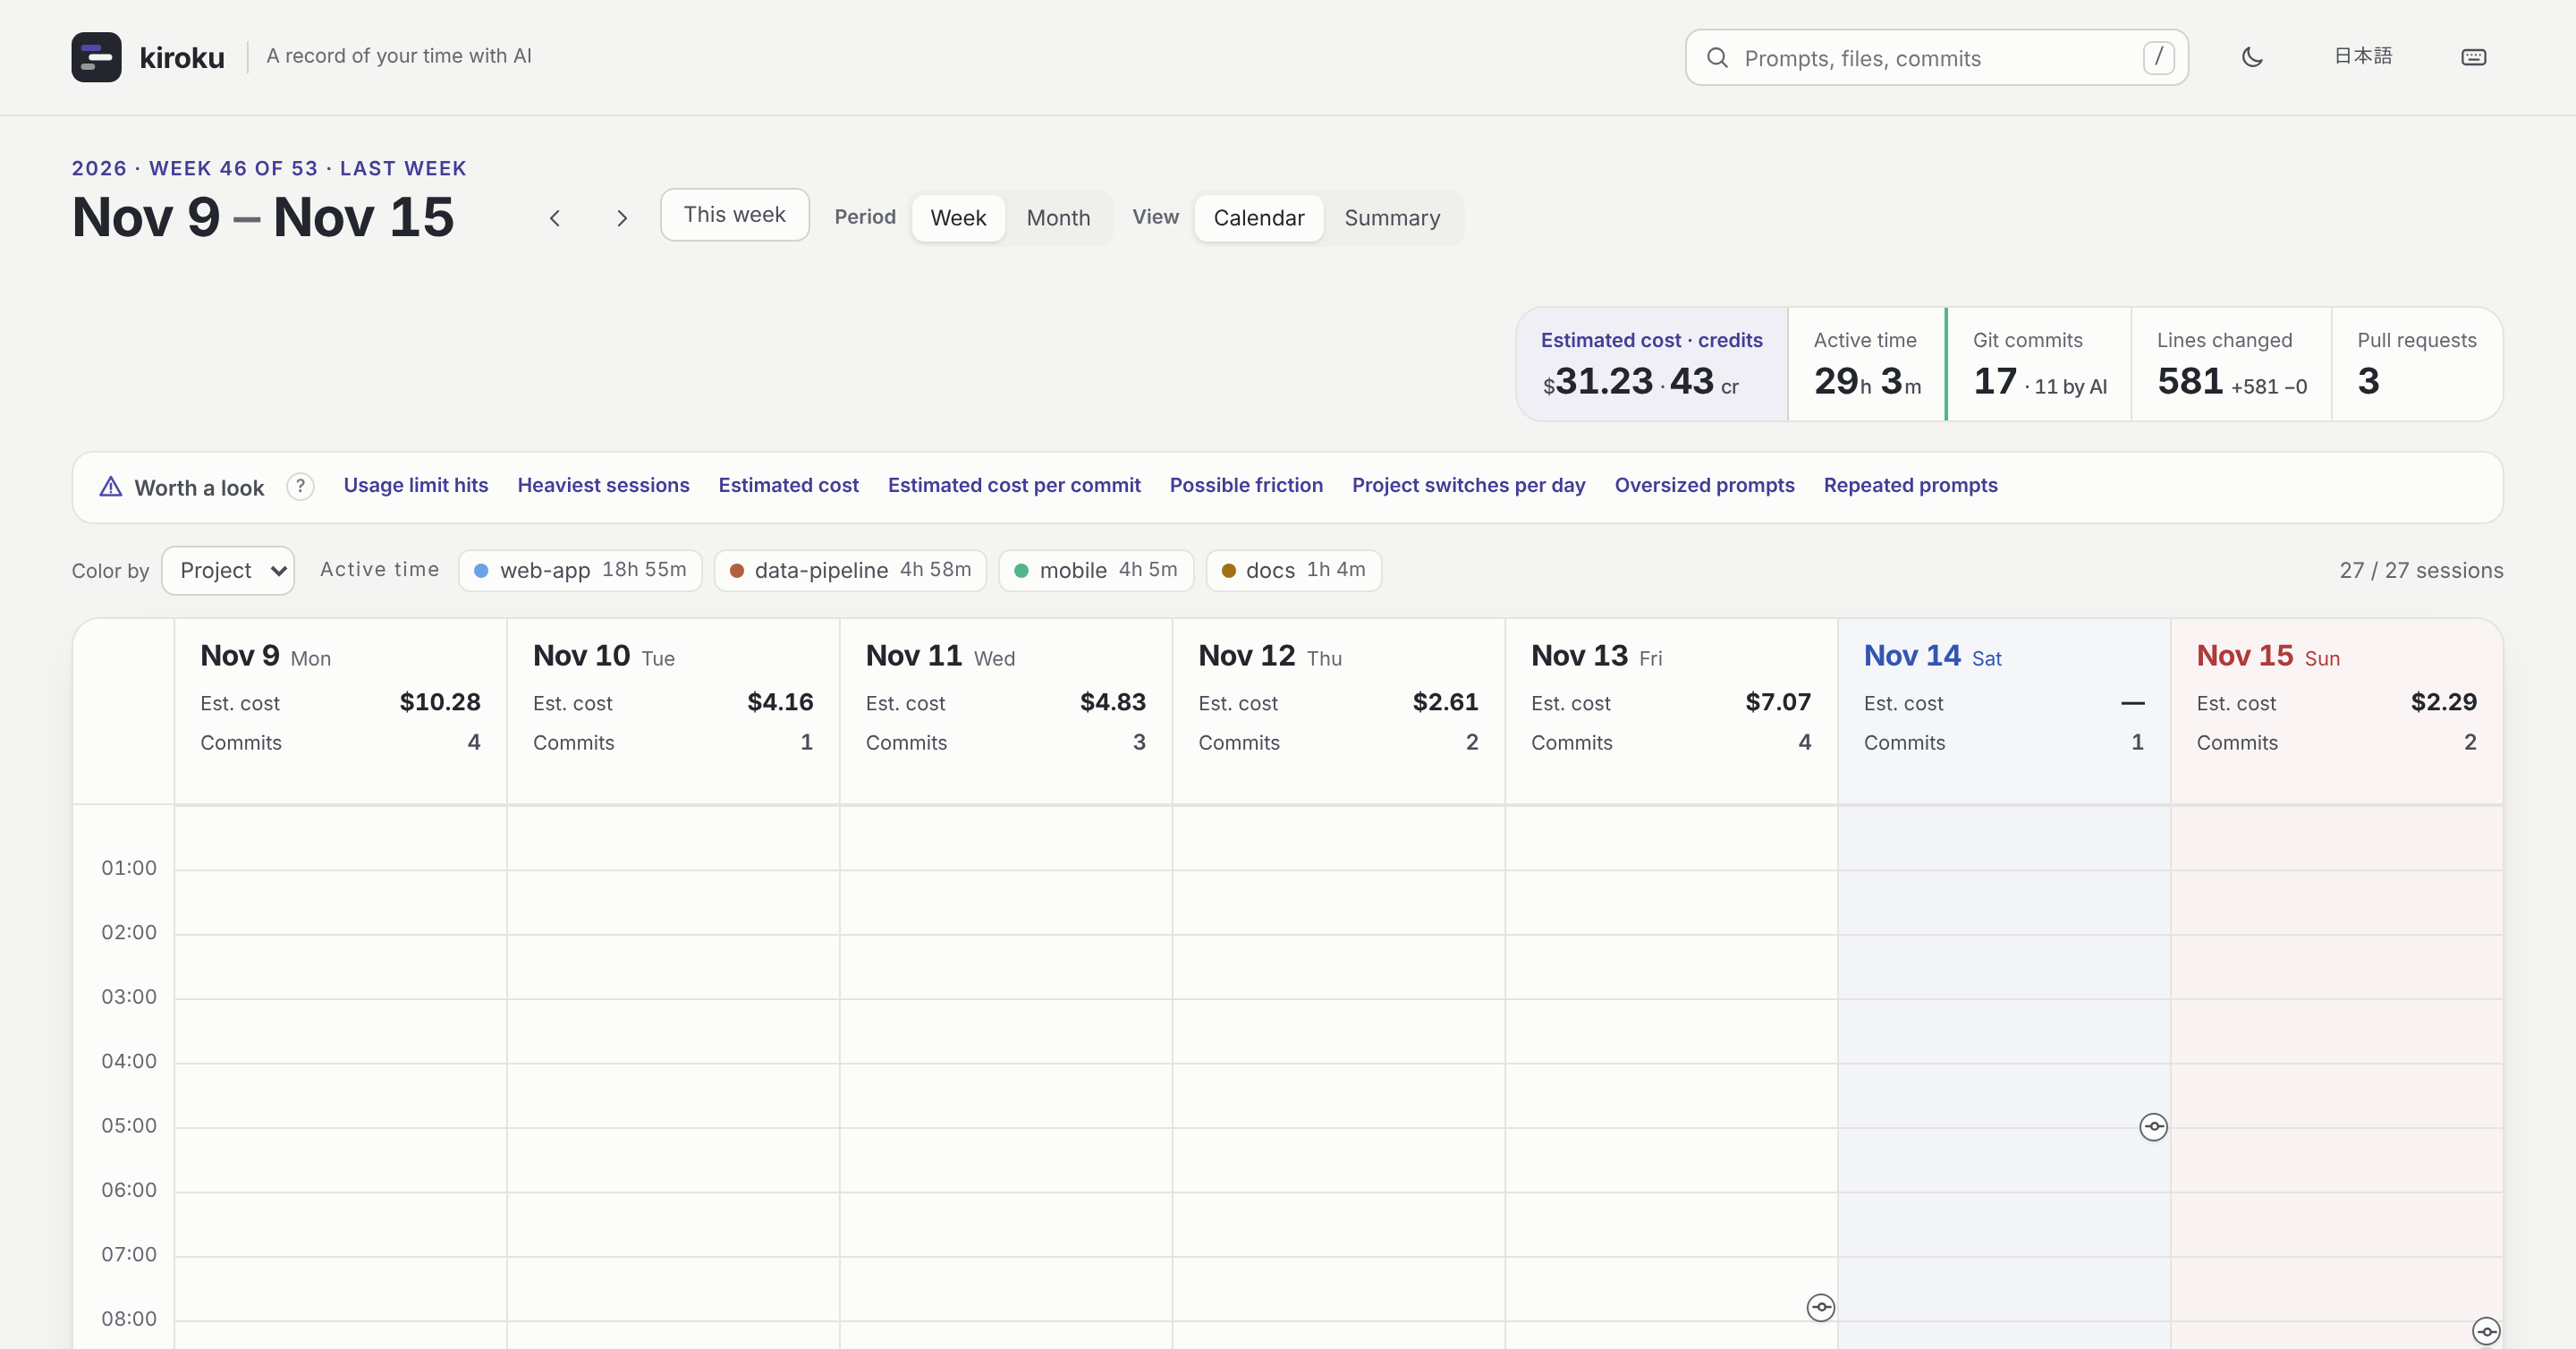 kiroku A record of your time with AI Prompts, files, commits / 日本語
2026 · WEEK 46 OF 53 · LAST WEEK
Nov 9 – Nov 15 This week Period Week Month View Calendar Summary
Estimated cost · credits Active time Git commits Lines changed Pull requests
$31.23 · 43 cr 29h 3m 17 · 11 by AI 581 +581 −0 3
Worth a look ? Usage limit hits Heaviest sessions Estimated cost Estimated cost per commit Possible friction Project switches per day Oversized prompts Repeated prompts
Color by Project Active time web-app 18h 55m data-pipeline 4h 58m mobile 4h 5m docs 1h 4m 27 / 27 sessions
Nov 9 Mon Nov 10 Tue Nov 11 Wed Nov 12 Thu Nov 13 Fri Nov 14 Sat Nov 15 Sun
Est. cost $10.28 Est. cost $4.16 Est. cost $4.83 Est. cost $2.61 Est. cost $7.07 Est. cost — Est. cost $2.29
Commits 4 Commits 1 Commits 3 Commits 2 Commits 4 Commits 1 Commits 2
01:00
02:00
03:00
04:00
05:00
06:00
07:00
08:00